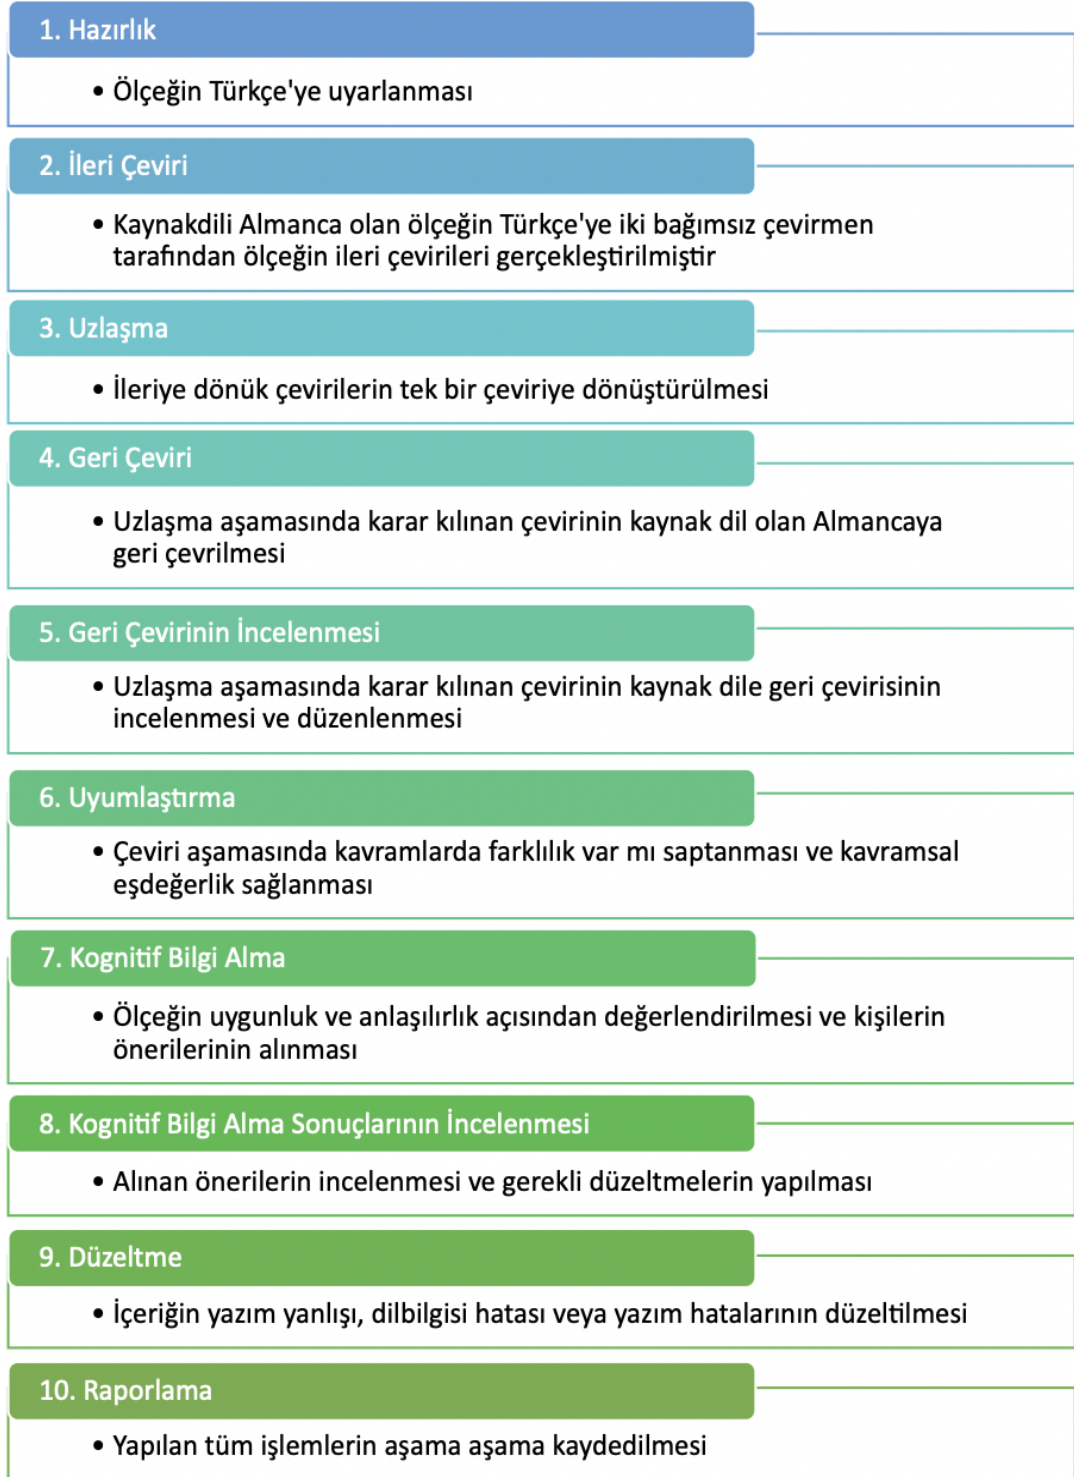 1. Hazırlık
• Ölçeğin Türkçe'ye uyarlanması
2. İleri Çeviri
• Kaynakdili Almanca olan ölçeğin Türkçe'ye iki bağımsız çevirmen
tarafından ölçeğin ileri çevirileri gerçekleştirilmiştir
3. Uzlaşma
• İleriye dönük çevirilerin tek bir çeviriye dönüştürülmesi
4. Geri Çeviri
• Uzlaşma aşamasında karar kılınan çevirinin kaynak dil olan Almancaya
geri çevrilmesi
5. Geri Çevirinin İncelenmesi
• Uzlaşma aşamasında karar kılınan çevirinin kaynak dile geri çevirisinin
incelenmesi ve düzenlenmesi
6. Uyumlaştırma
• Çeviri aşamasında kavramlarda farklılık var mı saptanması ve kavramsal
eşdeğerlik sağlanması
7. Kognitif Bilgi Alma
• Ölçeğin uygunluk ve anlaşılırlık açısından değerlendirilmesi ve kişilerin
önerilerinin alınması
8. Kognitif Bilgi Alma Sonuçlarının İncelenmesi
• Alınan önerilerin incelenmesi ve gerekli düzeltmelerin yapılması
9. Düzeltme
• İçeriğin yazım yanlışı, dilbilgisi hatası veya yazım hatalarının düzeltilmesi
10. Raporlama
• Yapılan tüm işlemlerin aşama aşama kaydedilmesi